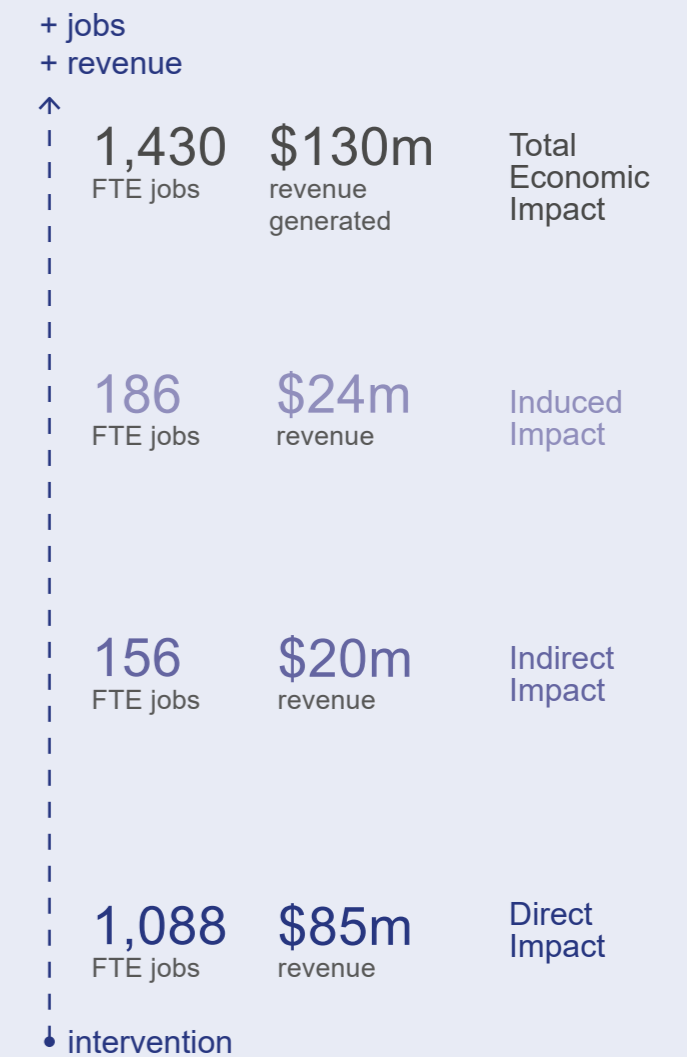 + jobs
+ revenue
1,430 $130m Total
FTE jobs revenue Economic
generated Impact
186 $24m Induced
FTE jobs revenue Impact
156 $20m Indirect
FTE jobs revenue Impact
1,088 $85m Direct
FTE jobs revenue Impact
intervention